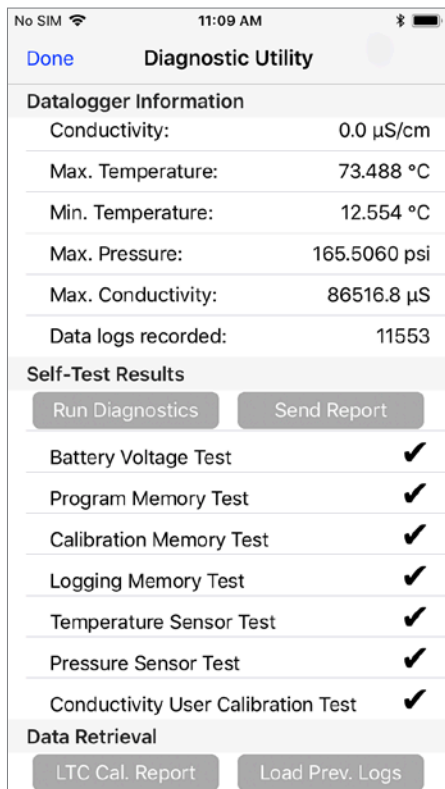 No SIM 11:09 AM
Done Diagnostic Utility
Datalogger Information
Conductivity: 0.0 µS/cm
Max. Temperature: 73.488 °C
Min. Temperature: 12.554 °C
Max. Pressure: 165.5060 psi
Max. Conductivity: 86516.8 µS
Data logs recorded: 11553
Self-Test Results
Run Diagnostics Send Report
Battery Voltage Test ✔
Program Memory Test ✔
Calibration Memory Test ✔
Logging Memory Test ✔
Temperature Sensor Test ✔
Pressure Sensor Test ✔
Conductivity User Calibration Test ✔
Data Retrieval
LTC Cal. Report Load Prev. Logs